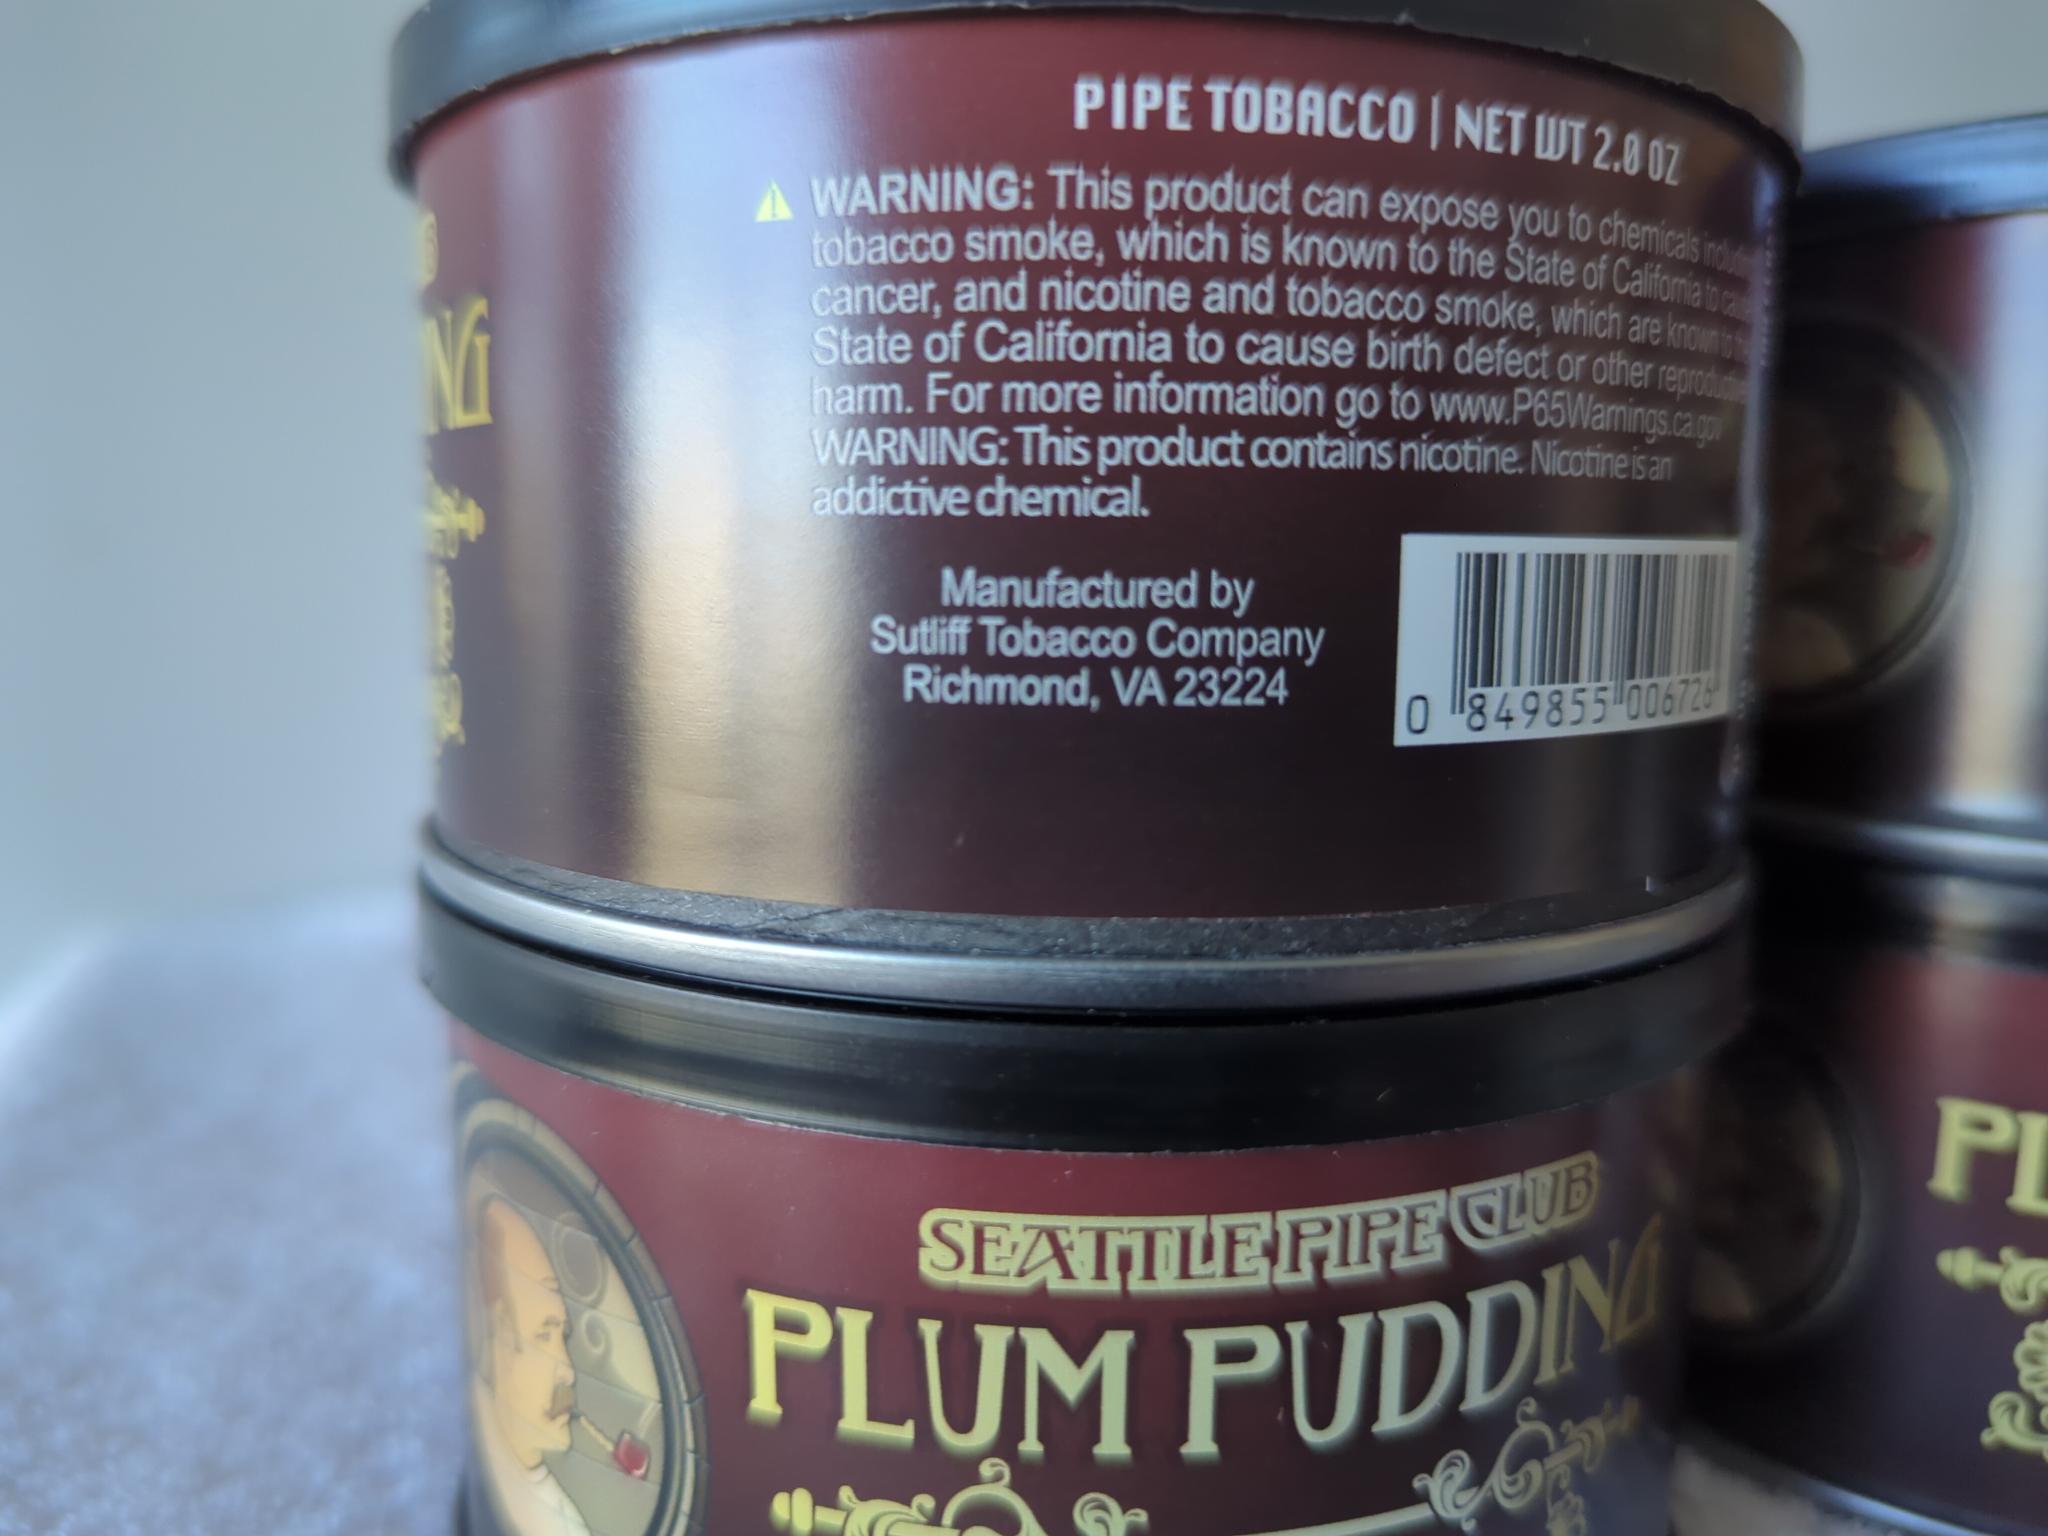 PIPE TOBACCO | NET WT 2.0 OZ
⚠ WARNING: This product can expose you to chemicals
tobacco smoke, which is known to the State of California to
cancer, and nicotine and tobacco smoke, which are known to
State of California to cause birth defect or other
harm. For more information go to www.P65Warnings.ca.gov
WARNING: This product contains nicotine. Nicotine is an
addictive chemical.
Manufactured by
Sutliff Tobacco Company
Richmond, VA 23224
0 849855 006726
SEATTLE PIPE CLUB
PLUM PUDDING